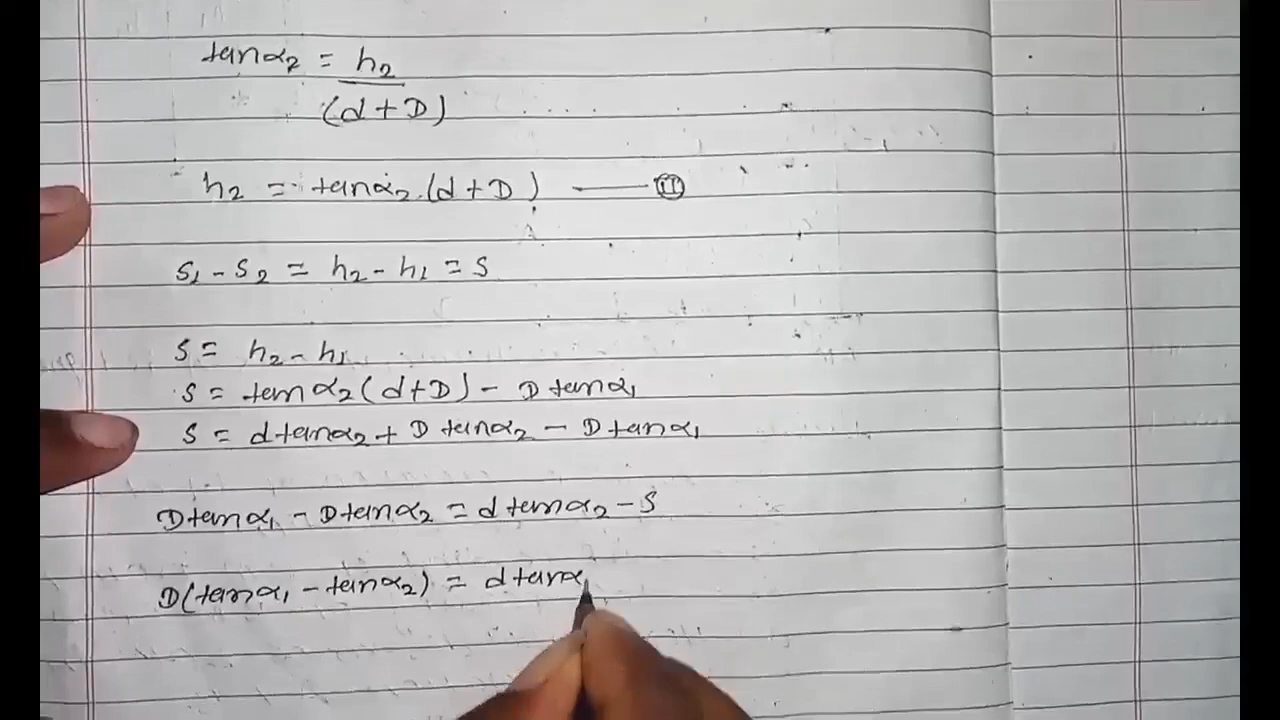 tanα₂ = h₂
(d+D)
h₂ = tanα₂.(d+D) —— II
S₁ - S₂ = h₂ - h₁ = S
S = h₂ - h₁
S = tanα₂(d+D) - D tanα₁
S = d tanα₂ + D tanα₂ - D tanα₁
D tanα₁ - D tanα₂ = d tanα₂ - S
D(tanα₁ - tanα₂) = d tanα